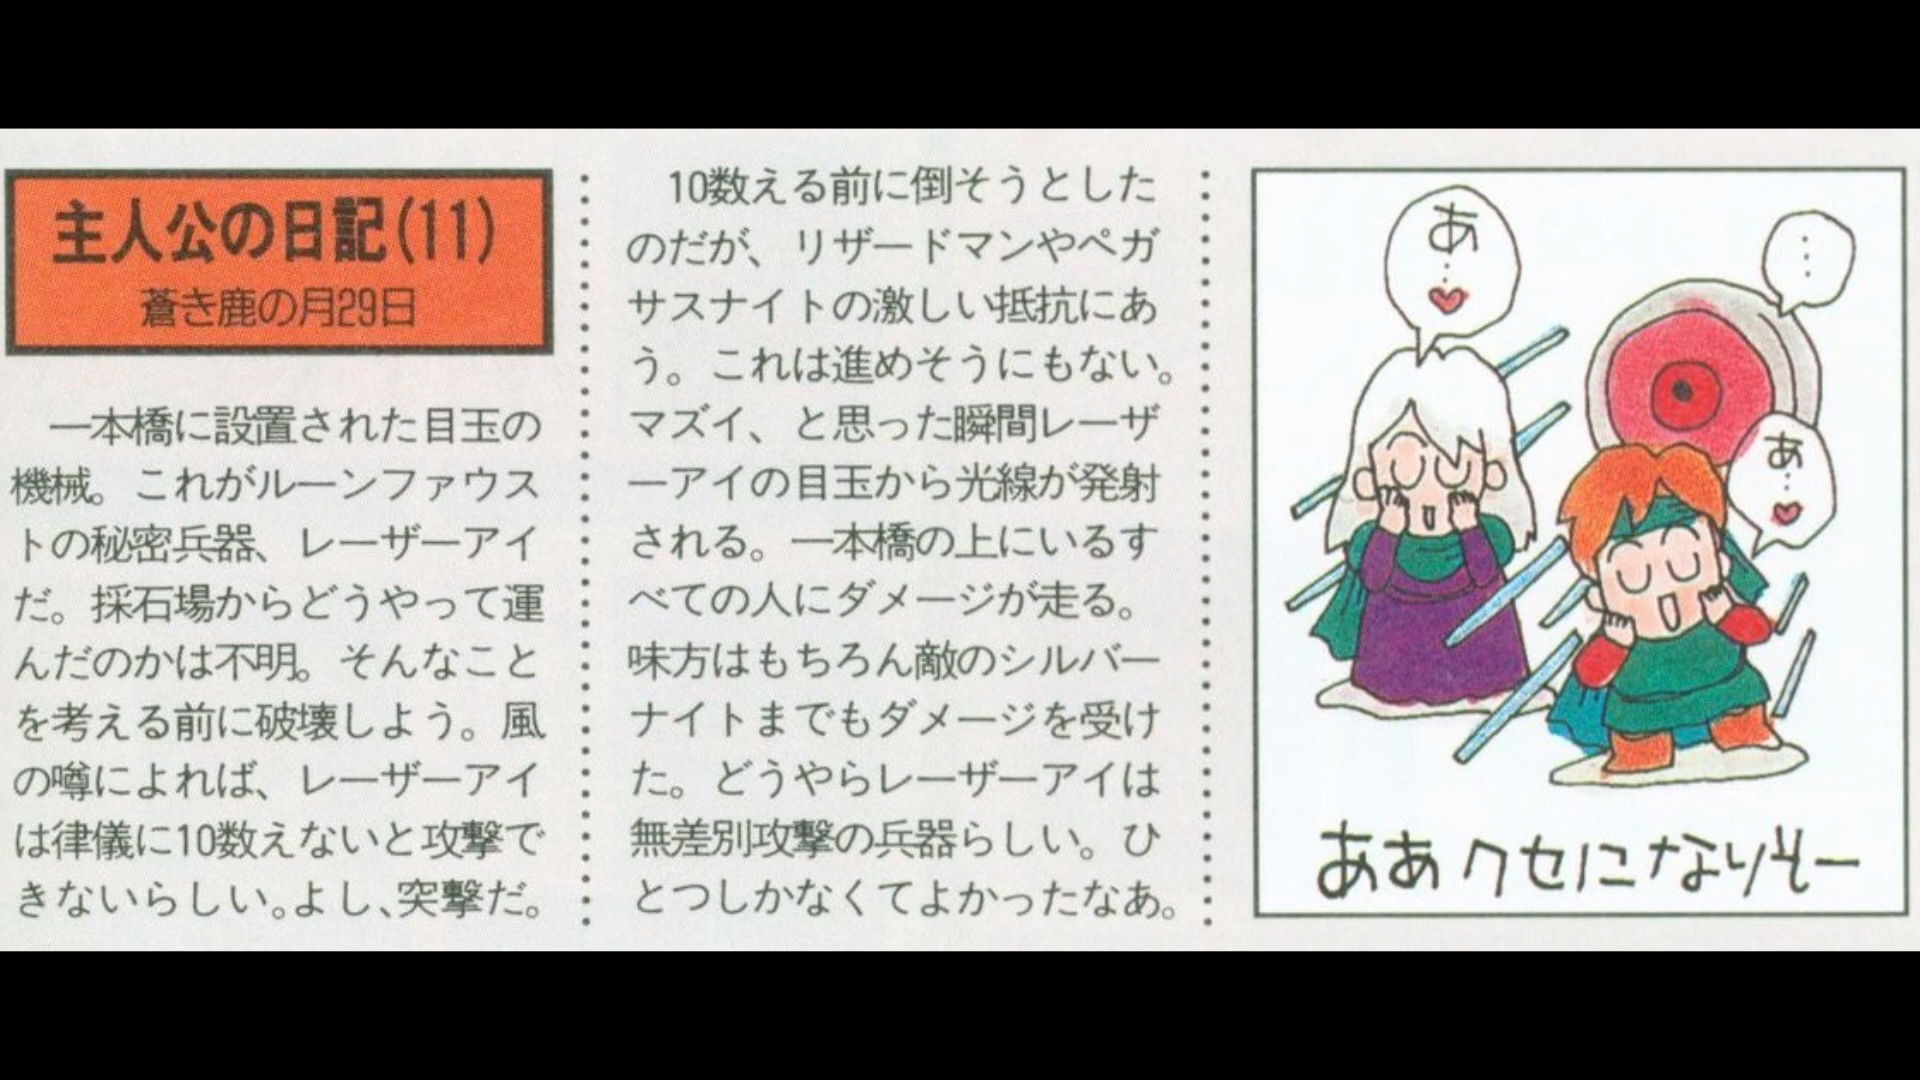 主人公の日記(11)
蒼き鹿の月29日
一本橋に設置された目玉の
機械。これがルーンファウス
トの秘密兵器、レーザーアイ
だ。採石場からどうやって運
んだのかは不明。そんなこと
を考える前に破壊しよう。風
の噂によれば、レーザーアイ
は律儀に10数えないと攻撃で
きないらしい。よし、突撃だ。
10数える前に倒そうとした
のだが、リザードマンやペガ
サスナイトの激しい抵抗にあ
う。これは進めそうにもない。
マズイ、と思った瞬間レーザ
ーアイの目玉から光線が発射
される。一本橋の上にいるす
べての人にダメージが走る。
味方はもちろん敵のシルバー
ナイトまでもダメージを受け
た。どうやらレーザーアイは
無差別攻撃の兵器らしい。ひ
とつしかなくてよかったなあ。
あ…♥
…
あ…♥
ああクセになりそー